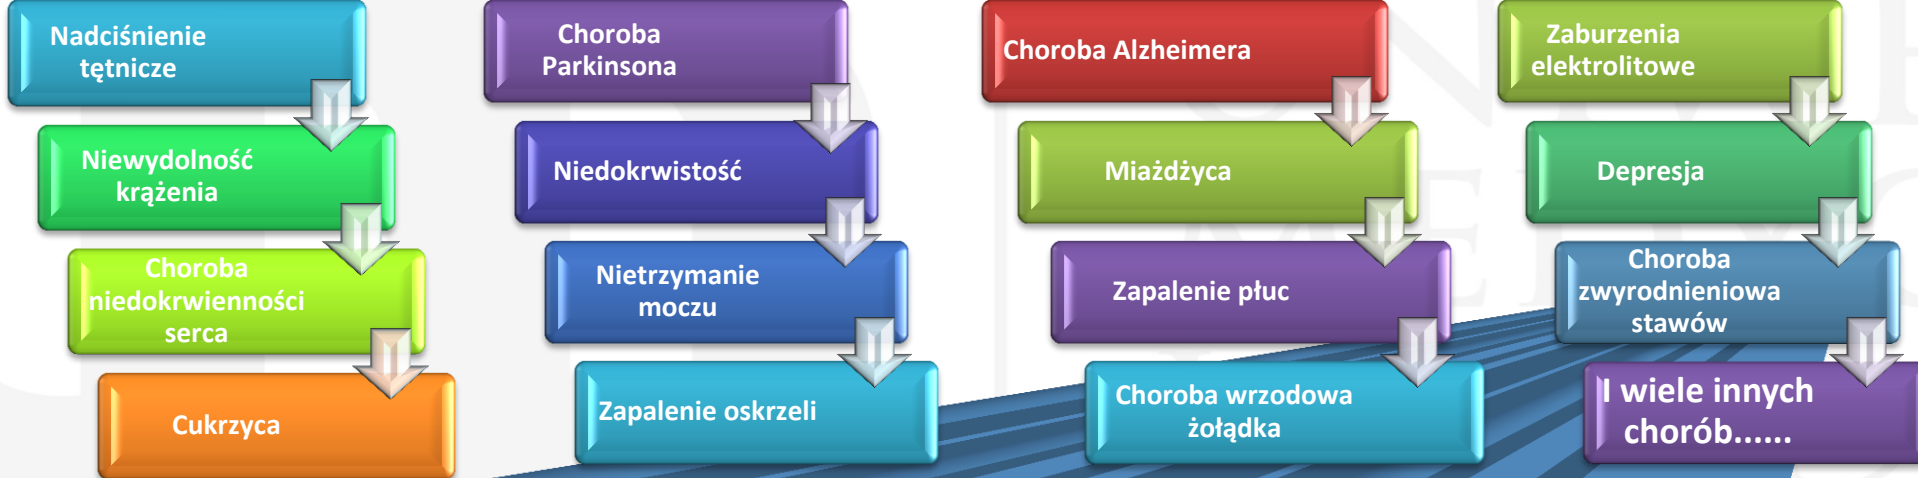 Nadciśnienie
tętnicze
Niewydolność
krążenia
Choroba
niedokrwienności
serca
Cukrzyca
Choroba
Parkinsona
Niedokrwistość
Nietrzymanie
moczu
Zapalenie oskrzeli
Choroba Alzheimera
Miażdżyca
Zapalenie płuc
Choroba wrzodowa
żołądka
Zaburzenia
elektrolitowe
Depresja
Choroba
zwyrodnieniowa
stawów
I wiele innych
chorób......